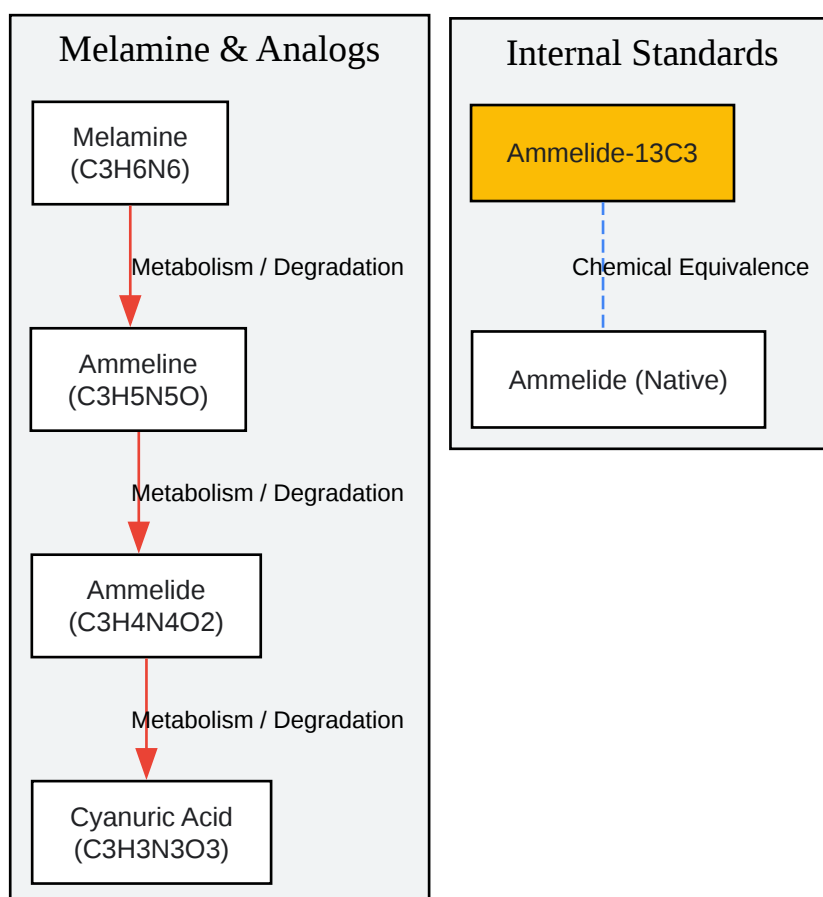 Melamine & Analogs
Melamine
(C3H6N6)
Metabolism / Degradation
Ammeline
(C3H5N5O)
Metabolism / Degradation
Ammelide
(C3H4N4O2)
Metabolism / Degradation
Cyanuric Acid
(C3H3N3O3)
Internal Standards
Ammelide-13C3
Chemical Equivalence
Ammelide (Native)